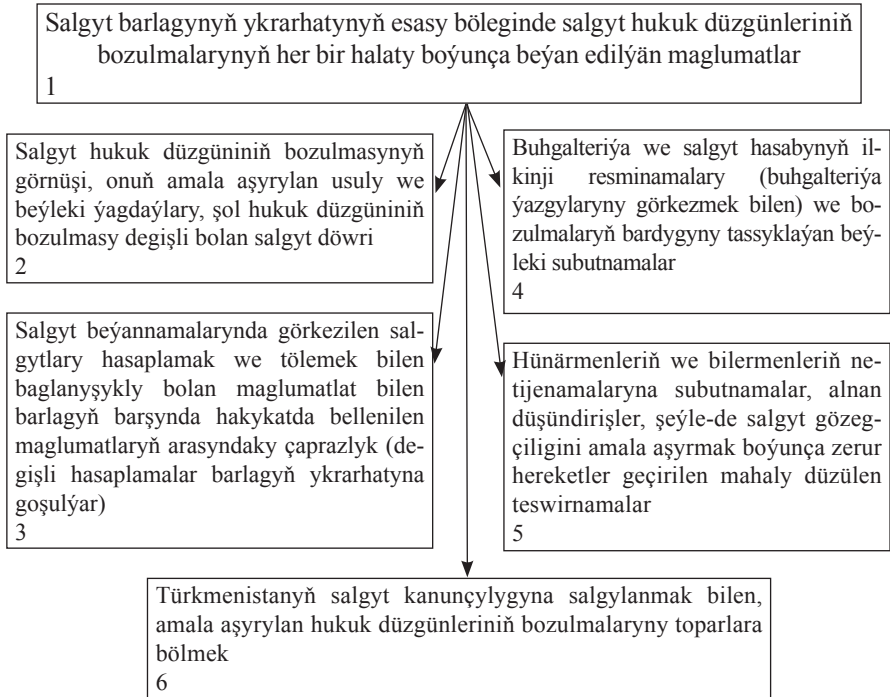 Salgyt barlagynyň ykrarhatynyň esasy böleginde salgyt hukuk düzgünleriniň
bozulmalarynyň her bir halaty boýunça beýan edilýän maglumatlar
1
Salgyt hukuk düzgüniniň bozulmasynyň
görnüşi, onuň amala aşyrylan usuly we
beýleki ýagdaýlary, şol hukuk düzgüniniň
bozulmasy degişli bolan salgyt döwri
2
Buhgalteriýa we salgyt hasabynyň il-
kinji resminamalary (buhgalteriýa
ýazgylaryny görkezmek bilen) we bo-
zulmalaryň bardygyny tassyklaýan beý-
leki subutnamalar
4
Salgyt beýannamalarynda görkezilen sal-
gytlary hasaplamak we tölemek bilen
baglanyşykly bolan maglumatlat bilen
barlagyň barşynda hakykatda bellenilen
maglumatlaryň arasyndaky çaprazlyk (de-
gişli hasaplamalar barlagyň ykrarhatyna
goşulýar)
3
Hünärmenleriň we bilermenleriň ne-
tijenamalaryna subutnamalar, alnan
düşündirişler, şeýle-de salgyt gözeg-
çiligini amala aşyrmak boýunça zerur
hereketler geçirilen mahaly düzülen
teswirnamalar
5
Türkmenistanyň salgyt kanunçylygyna salgylanmak bilen,
amala aşyrylan hukuk düzgünleriniň bozulmalaryny toparlara
bölmek
6